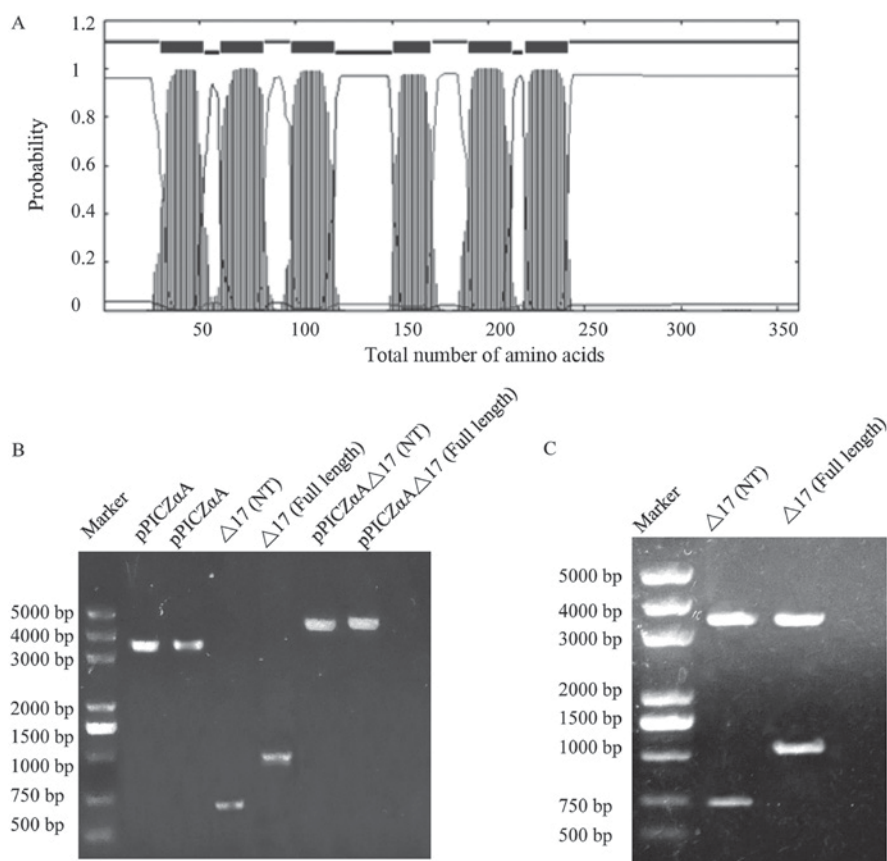 A
1.2
1
0.8
0.6
0.4
0.2
0
Probability
50 100 150 200 250 300 350
Total number of amino acids
B
Marker
pPICZαA
pPICZαA
△17 (NT)
△17 (Full length)
pPICZαA△17 (NT)
pPICZαA△17 (Full length)
5000 bp
4000 bp
3000 bp
2000 bp
1500 bp
1000 bp
750 bp
500 bp
C
Marker
△17 (NT)
△17 (Full length)
5000 bp
4000 bp
3000 bp
2000 bp
1500 bp
1000 bp
750 bp
500 bp